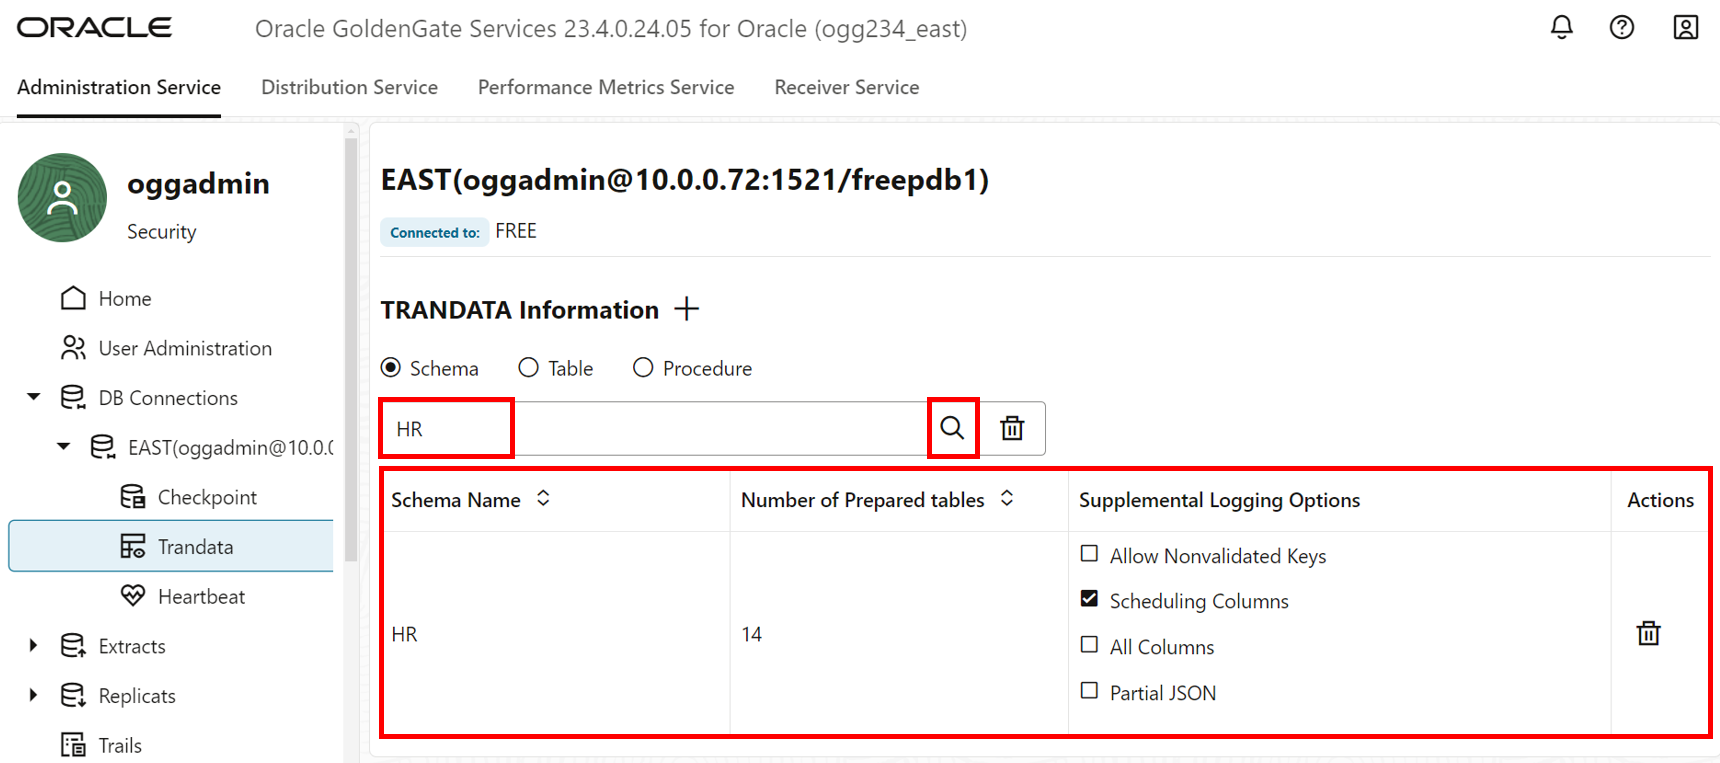 ORACLE
Oracle GoldenGate Services 23.4.0.24.05 for Oracle (ogg234_east)
Administration Service
Distribution Service
Performance Metrics Service
Receiver Service
oggadmin
Security
Home
User Administration
DB Connections
EAST(oggadmin@10.0.0
Checkpoint
Trandata
Heartbeat
Extracts
Replicats
Trails
EAST(oggadmin@10.0.0.72:1521/freepdb1)
Connected to: FREE
TRANDATA Information
Schema
Table
Procedure
HR
Schema Name
Number of Prepared tables
Supplemental Logging Options
Actions
HR
14
Allow Nonvalidated Keys
Scheduling Columns
All Columns
Partial JSON